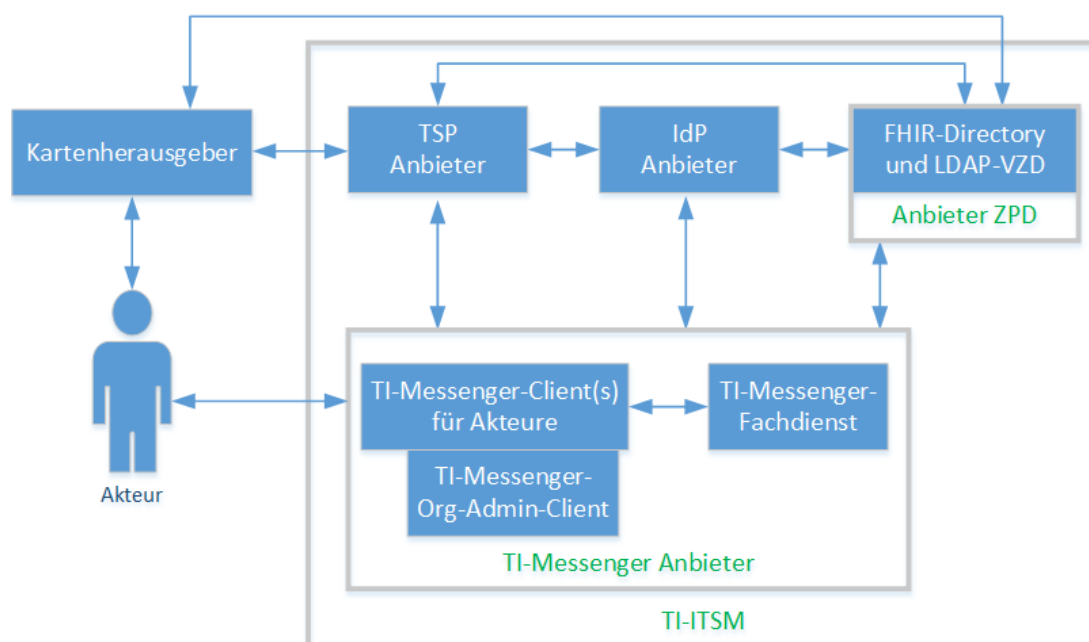 Kartenherausgeber
TSP
Anbieter
IdP
Anbieter
FHIR-Directory
und LDAP-VZD
Anbieter ZPD
TI-Messenger-Client(s)
für Akteure
TI-Messenger-
Fachdienst
TI-Messenger-
Org-Admin-Client
Akteur
TI-Messenger Anbieter
TI-ITSM